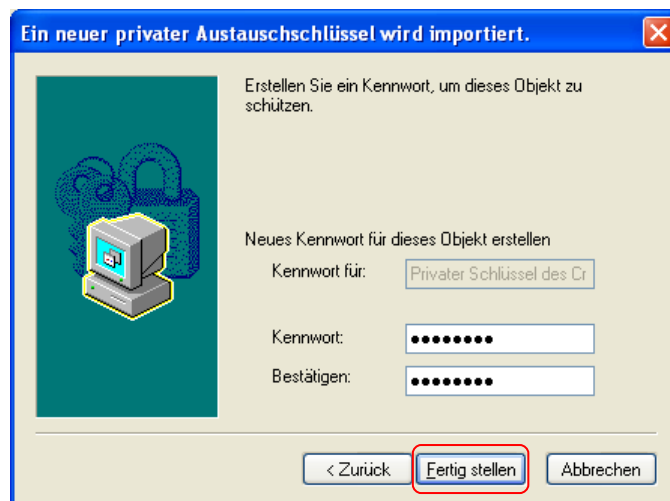 Ein neuer privater Austauschschlüssel wird importiert.
Erstellen Sie ein Kennwort, um dieses Objekt zu
schützen.
Neues Kennwort für dieses Objekt erstellen
Kennwort für: Privater Schlüssel des Cr
Kennwort: ●●●●●●●●
Bestätigen: ●●●●●●●●
< Zurück Fertig stellen Abbrechen